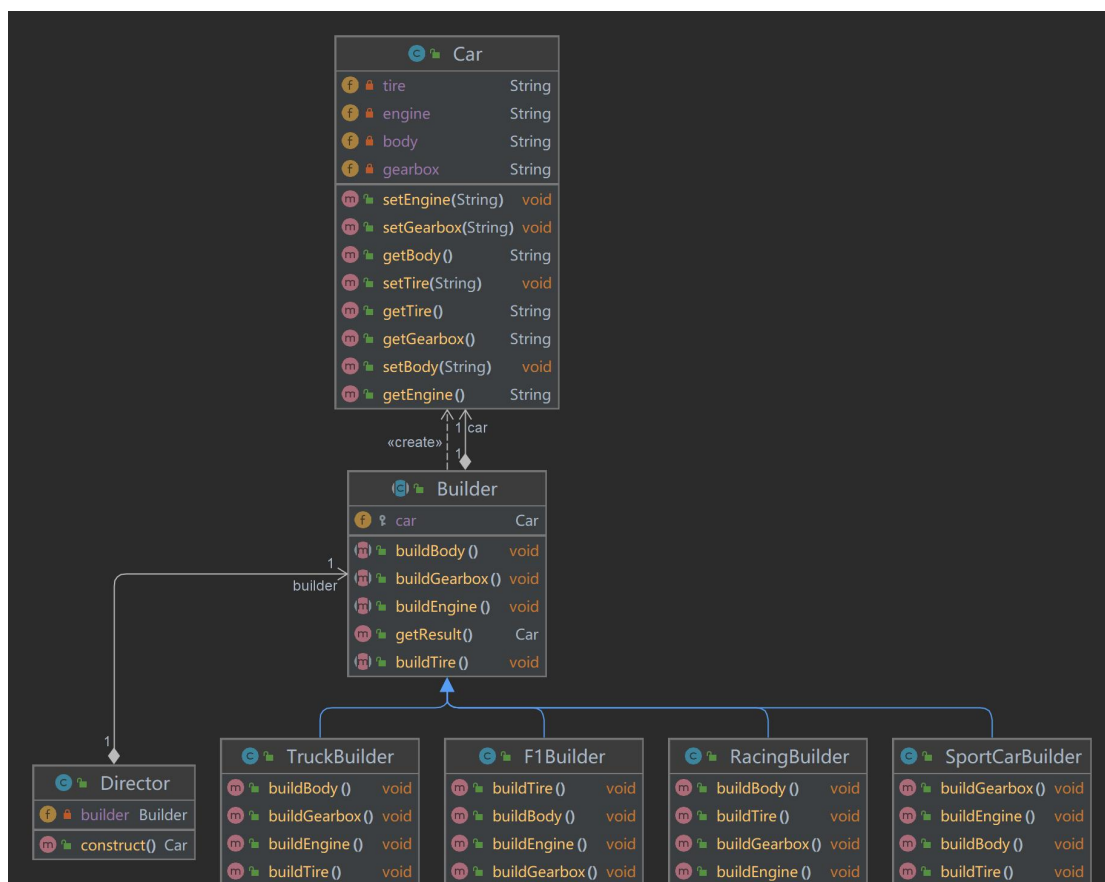 Car
tire String
engine String
body String
gearbox String
setEngine(String) void
setGearbox(String) void
getBody() String
setTire(String) void
getTire() String
getGearbox() String
setBody(String) void
getEngine() String
1 car
«create»
1
Builder
car Car
buildBody() void
buildGearbox() void
buildEngine() void
getResult() Car
buildTire() void
1
builder
1
Director
builder Builder
construct() Car
TruckBuilder
buildBody() void
buildGearbox() void
buildEngine() void
buildTire() void
F1Builder
buildTire() void
buildBody() void
buildEngine() void
buildGearbox() void
RacingBuilder
buildBody() void
buildTire() void
buildGearbox() void
buildEngine() void
SportCarBuilder
buildGearbox() void
buildEngine() void
buildBody() void
buildTire() void